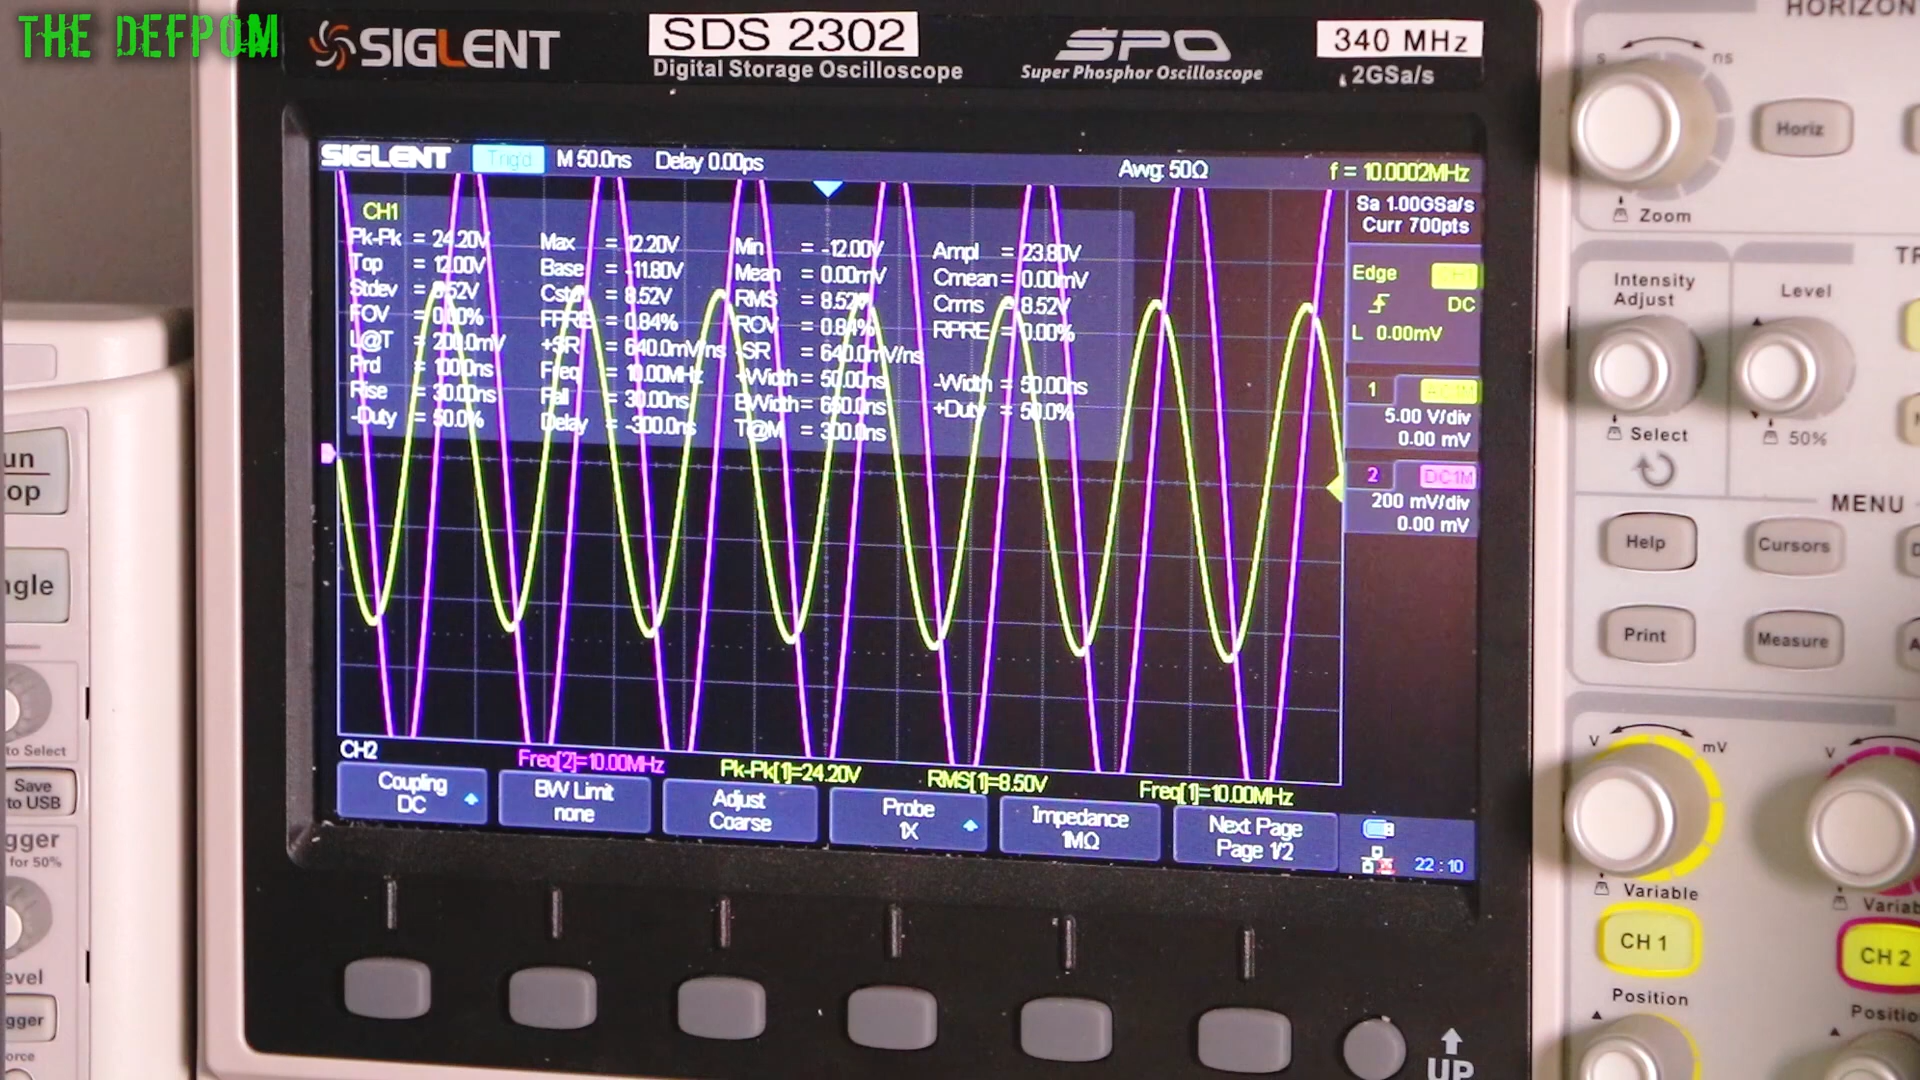 THE DEFPOM
SIGLENT
SDS 2302
Digital Storage Oscilloscope
SPO
Super Phosphor Oscilloscope
340 MHz
2GSa/s
SIGLENT Trig'd M 50.0ns Delay 0.00ps Awg: 50Ω f = 10.0002MHz
Sa 1.00GSa/s
Curr 700pts
CH1
Pk-Pk = 24.20V Max = 12.20V Min = -12.00V Ampl = 23.80V
Top = 12.00V Base = -11.80V Mean = 0.00mV Cmean = 0.00mV
Stdev = 8.52V Cstd = 8.52V RMS = 8.52V Crms = 8.52V
FOV = 0.00% FPRE = 0.84% ROV = 0.84% RPRE = 0.00%
L@T = 200.0mV +SR = 640.0mV/ns -SR = 640.0mV/ns
Prd = 100.0ns Freq = 10.00MHz +Width = 50.00ns -Width = 50.00ns
Rise = 30.00ns Fall = 30.00ns BWidth = 650.0ns +Duty = 50.0%
-Duty = 50.0% Delay = -300.0ns T@M = 300.0ns
Edge
DC
L 0.00mV
1
5.00 V/div
0.00 mV
2 DC1M
200 mV/div
0.00 mV
CH2
Freq[2]=10.00MHz Pk-Pk[1]=24.20V RMS[1]=8.50V Freq[1]=10.00MHz
Coupling
DC
BW Limit
none
Adjust
Coarse
Probe
1X
Impedance
1MΩ
Next Page
Page 1/2
22:10
UP
HORIZON
s ns
Horiz
Zoom
Intensity
Adjust
Level
Select
50%
MENU
Help
Cursors
Print
Measure
V mV
V
Variable
CH 1
CH 2
Position
Position
to Select
Save
to USB
for 50%